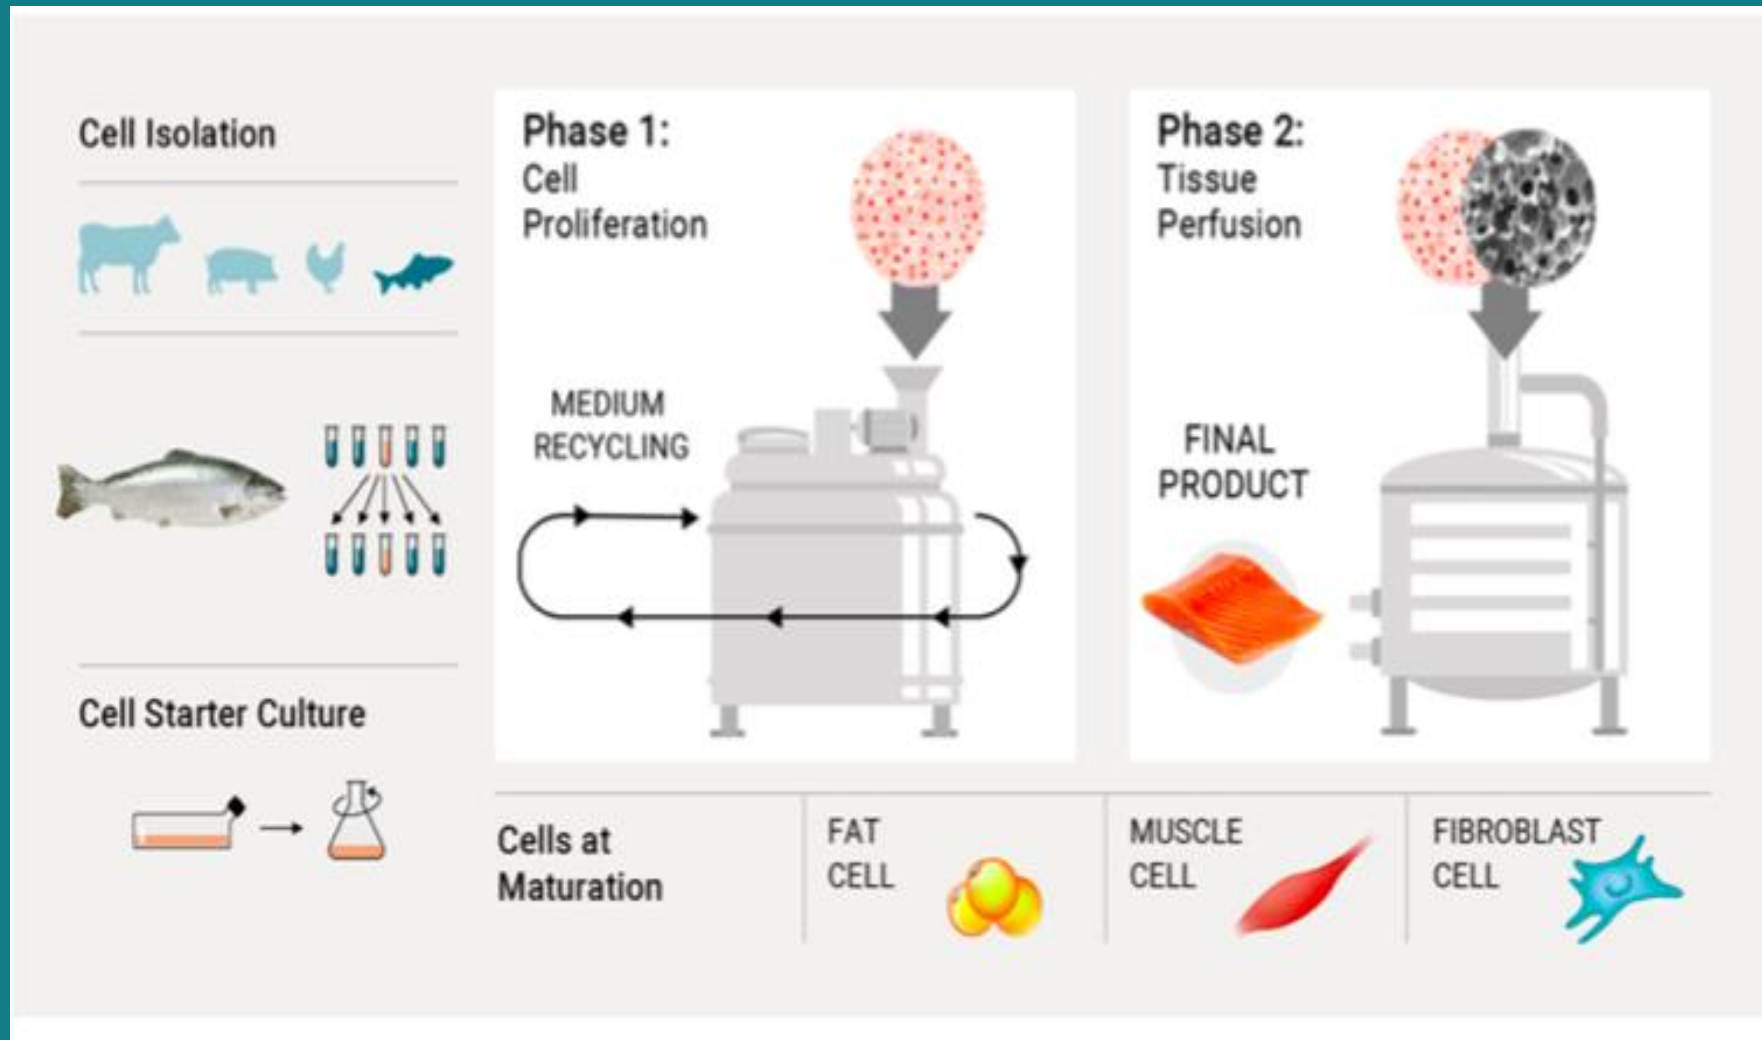 Cell Isolation
Cell Starter Culture
Phase 1:
Cell
Proliferation
MEDIUM
RECYCLING
Phase 2:
Tissue
Perfusion
FINAL
PRODUCT
Cells at
Maturation
FAT
CELL
MUSCLE
CELL
FIBROBLAST
CELL